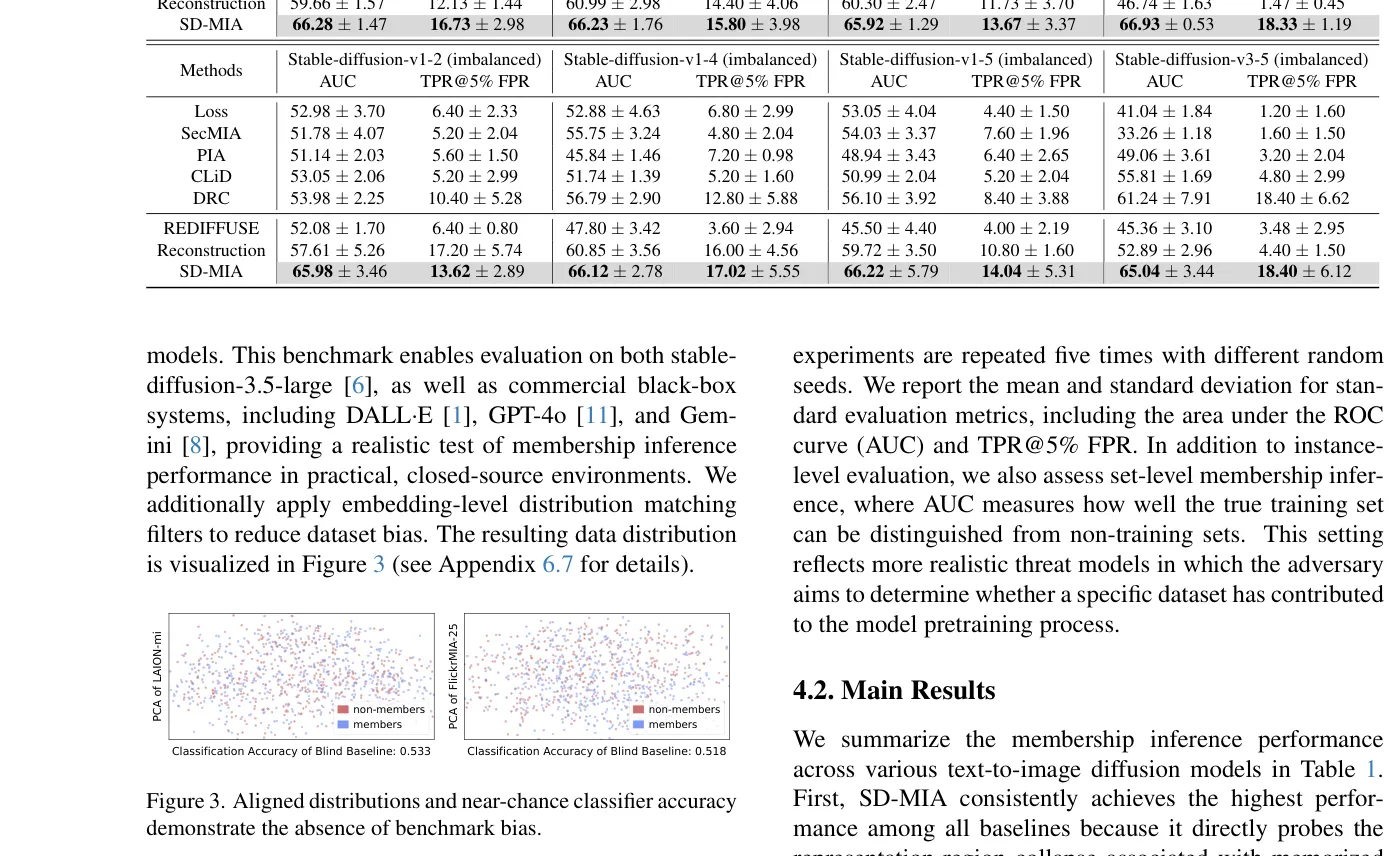 Reconstruction 59.66 ± 1.57 12.13 ± 1.44 60.99 ± 2.98 14.40 ± 4.06 60.30 ± 2.47 11.73 ± 3.70 46.74 ± 1.63 1.47 ± 0.45
SD-MIA 66.28 ± 1.47 16.73 ± 2.98 66.23 ± 1.76 15.80 ± 3.98 65.92 ± 1.29 13.67 ± 3.37 66.93 ± 0.53 18.33 ± 1.19
Methods Stable-diffusion-v1-2 (imbalanced) Stable-diffusion-v1-4 (imbalanced) Stable-diffusion-v1-5 (imbalanced) Stable-diffusion-v3-5 (imbalanced)
AUC TPR@5% FPR AUC TPR@5% FPR AUC TPR@5% FPR AUC TPR@5% FPR
Loss 52.98 ± 3.70 6.40 ± 2.33 52.88 ± 4.63 6.80 ± 2.99 53.05 ± 4.04 4.40 ± 1.50 41.04 ± 1.84 1.20 ± 1.60
SecMIA 51.78 ± 4.07 5.20 ± 2.04 55.75 ± 3.24 4.80 ± 2.04 54.03 ± 3.37 7.60 ± 1.96 33.26 ± 1.18 1.60 ± 1.50
PIA 51.14 ± 2.03 5.60 ± 1.50 45.84 ± 1.46 7.20 ± 0.98 48.94 ± 3.43 6.40 ± 2.65 49.06 ± 3.61 3.20 ± 2.04
CLiD 53.05 ± 2.06 5.20 ± 2.99 51.74 ± 1.39 5.20 ± 1.60 50.99 ± 2.04 5.20 ± 2.04 55.81 ± 1.69 4.80 ± 2.99
DRC 53.98 ± 2.25 10.40 ± 5.28 56.79 ± 2.90 12.80 ± 5.88 56.10 ± 3.92 8.40 ± 3.88 61.24 ± 7.91 18.40 ± 6.62
REDIFFUSE 52.08 ± 1.70 6.40 ± 0.80 47.80 ± 3.42 3.60 ± 2.94 45.50 ± 4.40 4.00 ± 2.19 45.36 ± 3.10 3.48 ± 2.95
Reconstruction 57.61 ± 5.26 17.20 ± 5.74 60.85 ± 3.56 16.00 ± 4.56 59.72 ± 3.50 10.80 ± 1.60 52.89 ± 2.96 4.40 ± 1.50
SD-MIA 65.98 ± 3.46 13.62 ± 2.89 66.12 ± 2.78 17.02 ± 5.55 66.22 ± 5.79 14.04 ± 5.31 65.04 ± 3.44 18.40 ± 6.12
models. This benchmark enables evaluation on both stable-
diffusion-3.5-large [6], as well as commercial black-box
systems, including DALL·E [1], GPT-4o [11], and Gem-
ini [8], providing a realistic test of membership inference
performance in practical, closed-source environments. We
additionally apply embedding-level distribution matching
filters to reduce dataset bias. The resulting data distribution
is visualized in Figure 3 (see Appendix 6.7 for details).
PCA of LAION-mi
non-members
members
Classification Accuracy of Blind Baseline: 0.533
PCA of FlickrMIA-25
non-members
members
Classification Accuracy of Blind Baseline: 0.518
Figure 3. Aligned distributions and near-chance classifier accuracy
demonstrate the absence of benchmark bias.
experiments are repeated five times with different random
seeds. We report the mean and standard deviation for stan-
dard evaluation metrics, including the area under the ROC
curve (AUC) and TPR@5% FPR. In addition to instance-
level evaluation, we also assess set-level membership infer-
ence, where AUC measures how well the true training set
can be distinguished from non-training sets. This setting
reflects more realistic threat models in which the adversary
aims to determine whether a specific dataset has contributed
to the model pretraining process.
4.2. Main Results
We summarize the membership inference performance
across various text-to-image diffusion models in Table 1.
First, SD-MIA consistently achieves the highest perfor-
mance among all baselines because it directly probes the
representation region collapse associated with memorized